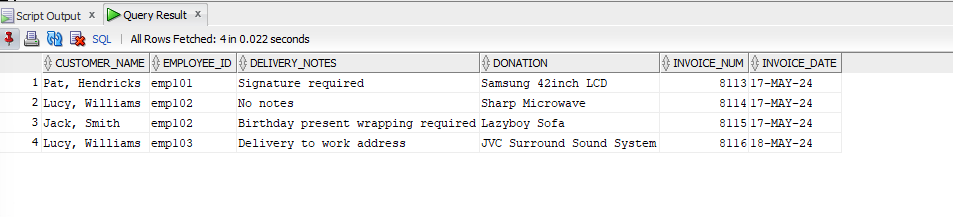 Script Output x Query Result x
SQL | All Rows Fetched: 4 in 0.022 seconds
CUSTOMER_NAME EMPLOYEE_ID DELIVERY_NOTES DONATION INVOICE_NUM INVOICE_DATE
1 Pat, Hendricks emp101 Signature required Samsung 42inch LCD 8113 17-MAY-24
2 Lucy, Williams emp102 No notes Sharp Microwave 8114 17-MAY-24
3 Jack, Smith emp102 Birthday present wrapping required Lazyboy Sofa 8115 17-MAY-24
4 Lucy, Williams emp103 Delivery to work address JVC Surround Sound System 8116 18-MAY-24